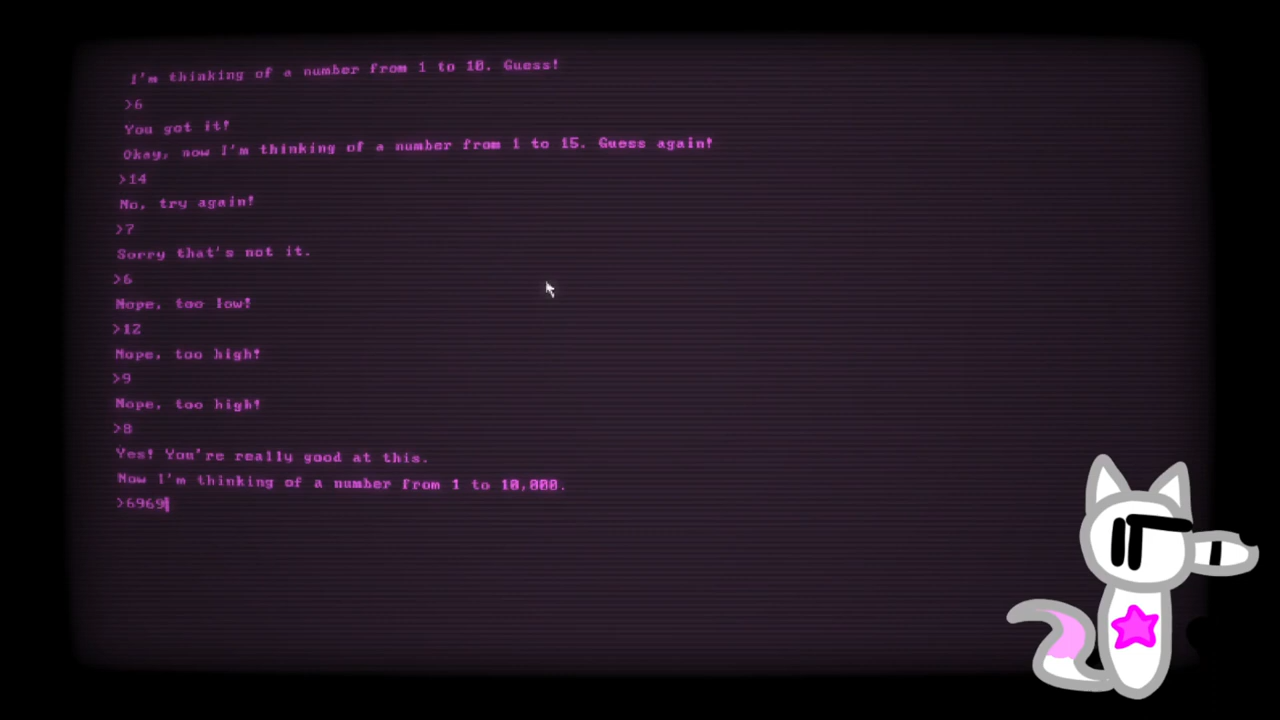 I'm thinking of a number from 1 to 10. Guess!
>6
You got it!
Okay, now I'm thinking of a number from 1 to 15. Guess again!
>14
No, try again!
>7
Sorry that's not it.
>6
Nope, too low!
>12
Nope, too high!
>9
Nope, too high!
>8
Yes! You're really good at this.
Now I'm thinking of a number from 1 to 10,000.
>6969